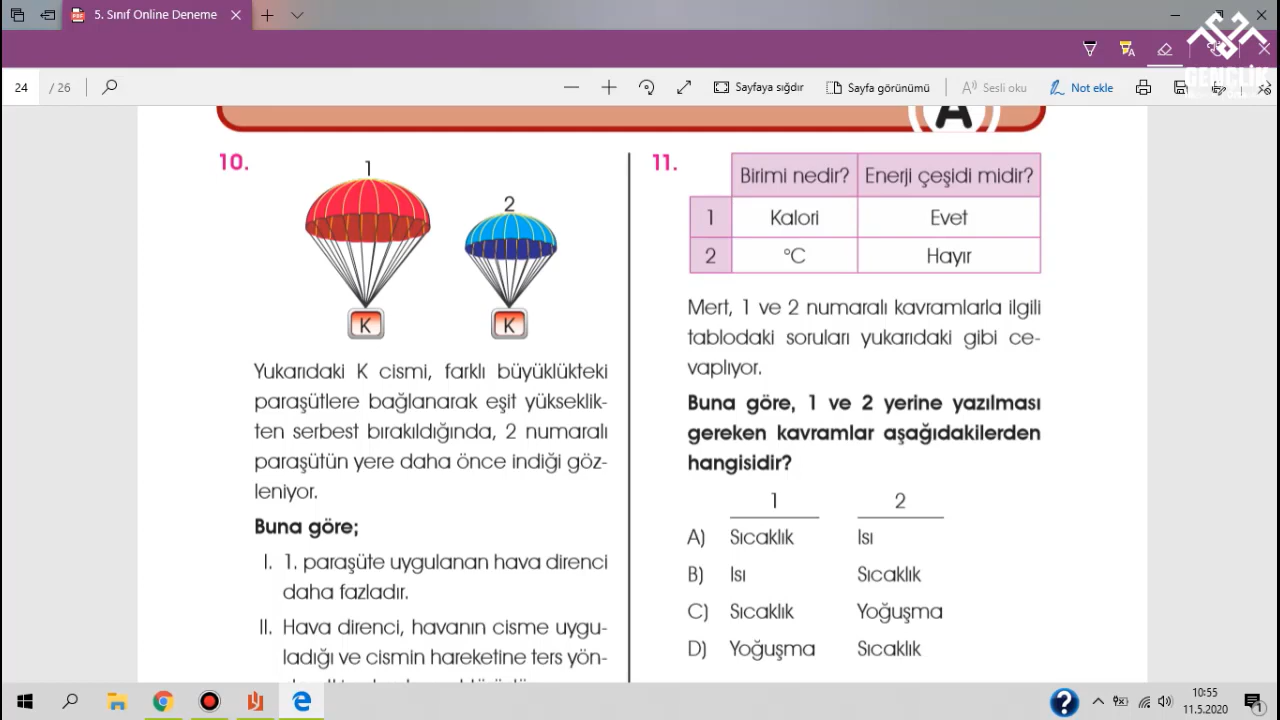 5. Sınıf Online Deneme
GENÇLİK
24 / 26
Sayfaya sığdır
Sayfa görünümü
Sesli oku
Not ekle
A
10.
1
2
K
K
Yukarıdaki K cismi, farklı büyüklükteki
paraşütlere bağlanarak eşit yükseklik-
ten serbest bırakıldığında, 2 numaralı
paraşütün yere daha önce indiği göz-
leniyor.
Buna göre;
I. 1. paraşüte uygulanan hava direnci
daha fazladır.
II. Hava direnci, havanın cisme uygu-
ladığı ve cismin hareketine ters yön-
11.
Birimi nedir? Enerji çeşidi midir?
1 Kalori Evet
2 °C Hayır
Mert, 1 ve 2 numaralı kavramlarla ilgili
tablodaki soruları yukarıdaki gibi ce-
vaplıyor.
Buna göre, 1 ve 2 yerine yazılması
gereken kavramlar aşağıdakilerden
hangisidir?
1 2
A) Sıcaklık Isı
B) Isı Sıcaklık
C) Sıcaklık Yoğuşma
D) Yoğuşma Sıcaklık
10:55
11.5.2020